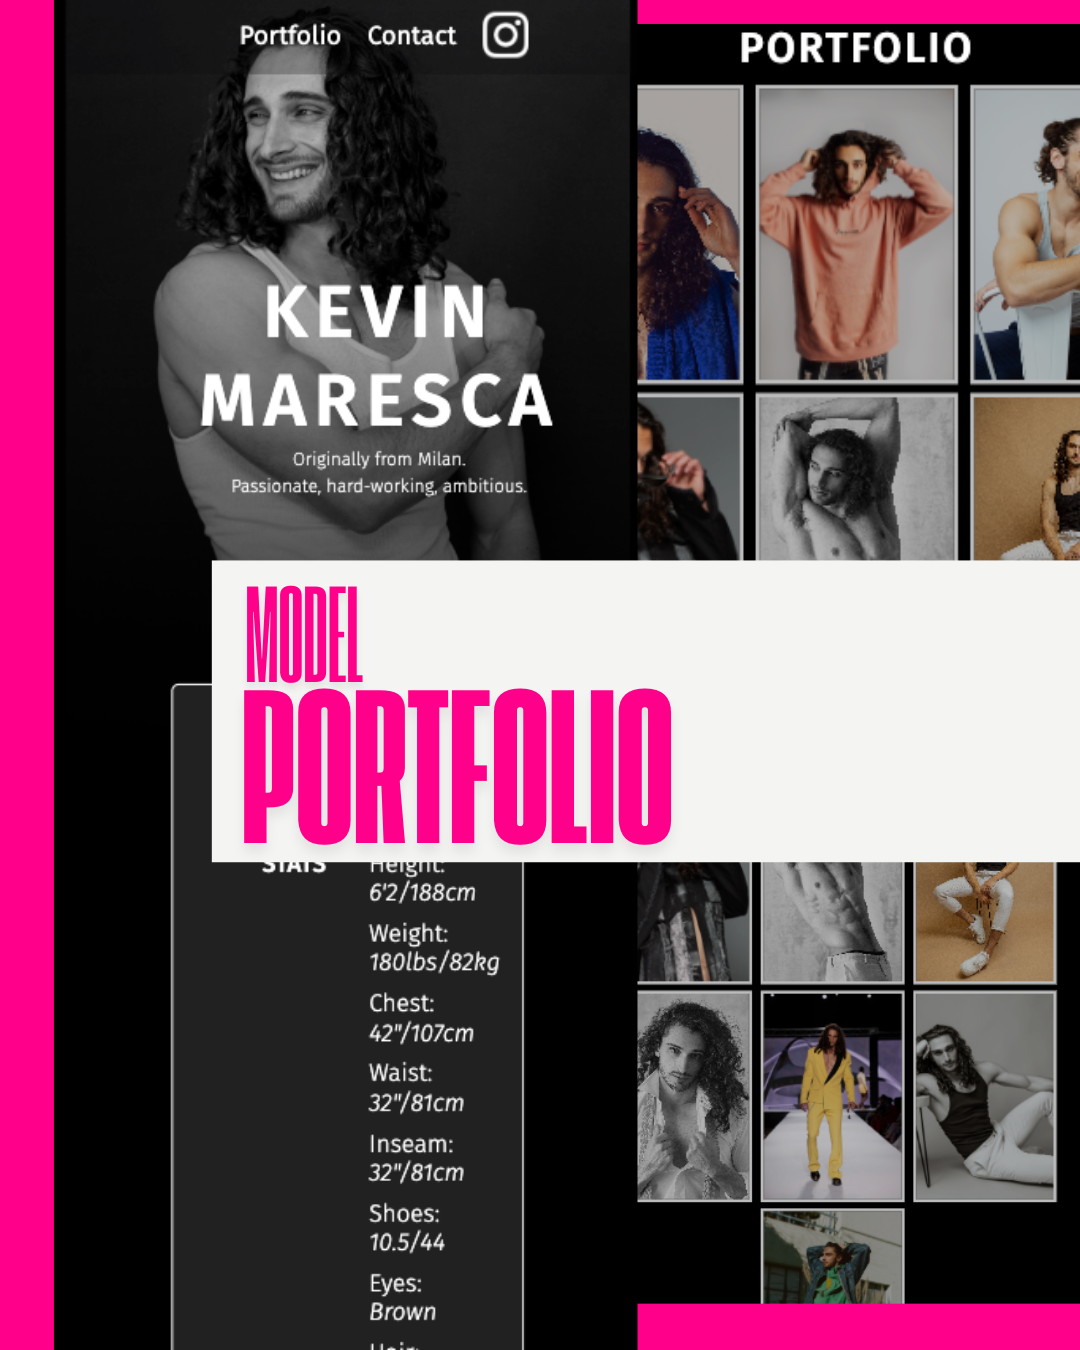 Portfolio Contact
PORTFOLIO
KEVIN
MARESCA
Originally from Milan.
Passionate, hard-working, ambitious.
MODEL
PORTFOLIO
STATS
Height:
6'2/188cm
Weight:
180lbs/82kg
Chest:
42"/107cm
Waist:
32"/81cm
Inseam:
32"/81cm
Shoes:
10.5/44
Eyes:
Brown